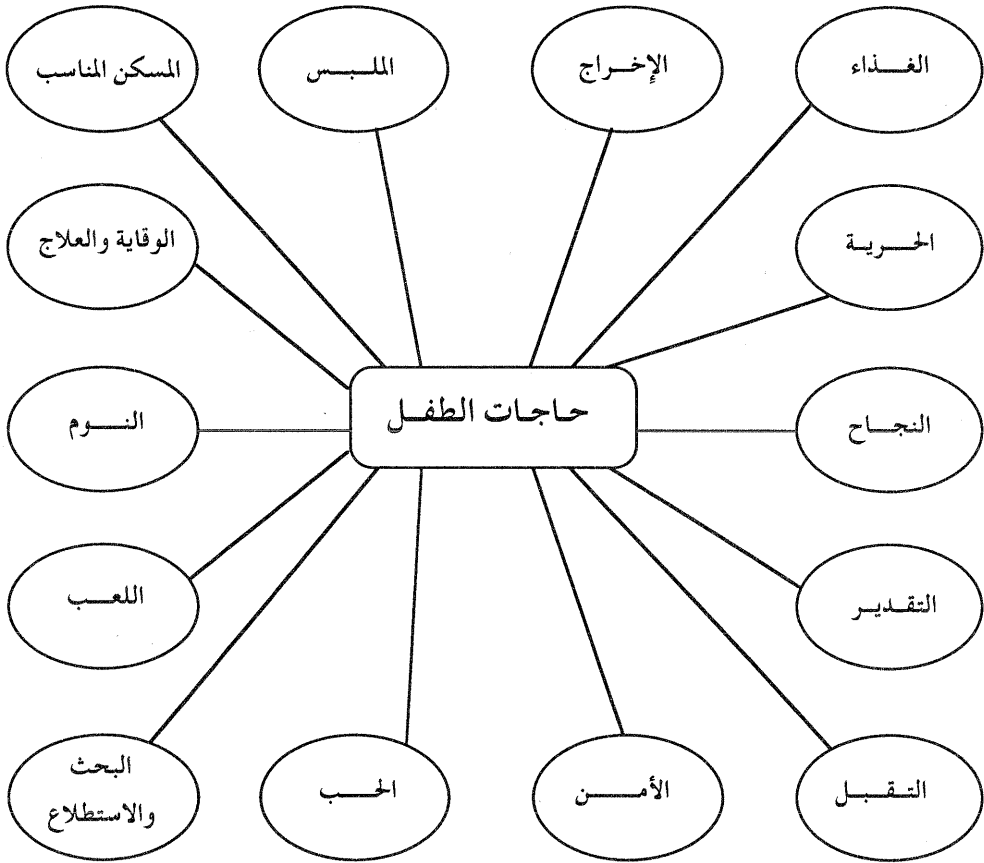 الغذاء
الإخراج
الملبس
المسكن المناسب
الحرية
الوقاية والعلاج
حاجات الطفل
النجاح
النوم
التقدير
اللعب
التقبل
الأمن
الحب
البحث
والاستطلاع